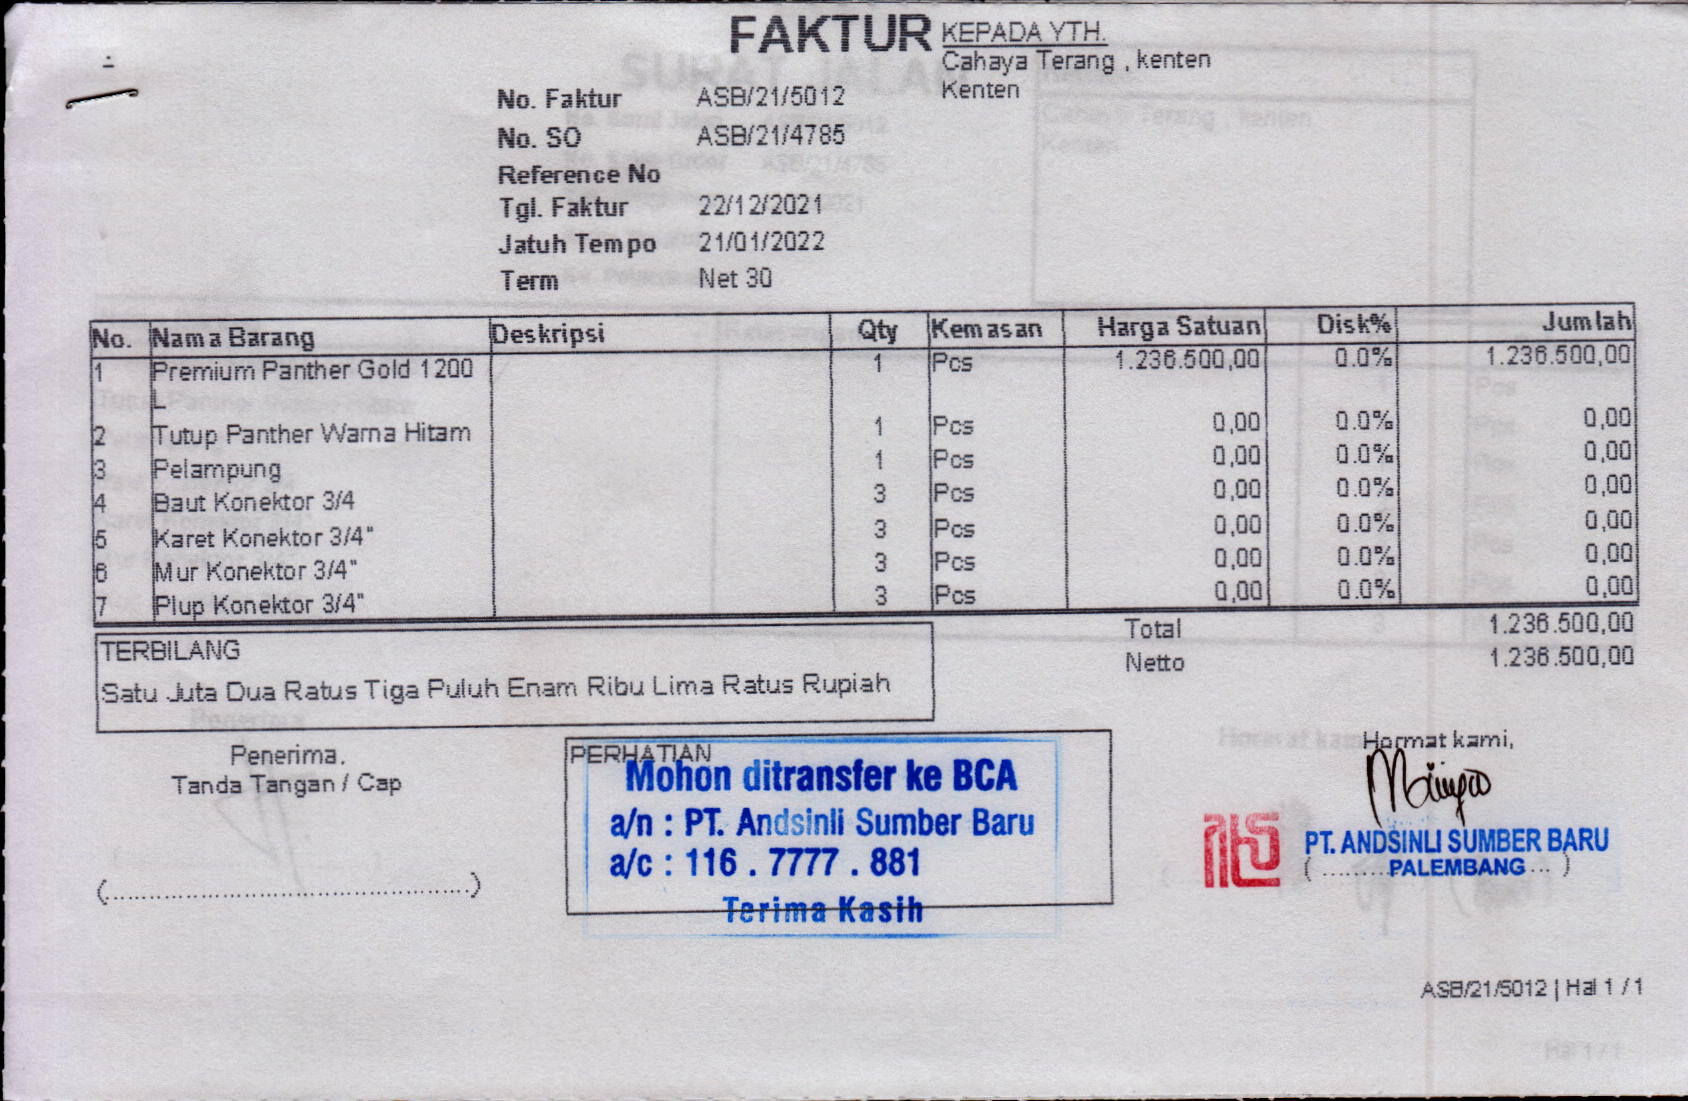 FAKTUR
KEPADA YTH.
Cahaya Terang , kenten
Kenten
No. Faktur ASB/21/5012
No. SO ASB/21/4785
Reference No
Tgl. Faktur 22/12/2021
Jatuh Tempo 21/01/2022
Term Net 30
No. Nama Barang Deskripsi Qty Kemasan Harga Satuan Disk% Jumlah
1 Premium Panther Gold 1200 1 Pcs 1.236.500,00 0.0% 1.236.500,00
L
2 Tutup Panther Warna Hitam 1 Pcs 0,00 0.0% 0,00
3 Pelampung 1 Pcs 0,00 0.0% 0,00
4 Baut Konektor 3/4 3 Pcs 0,00 0.0% 0,00
5 Karet Konektor 3/4" 3 Pcs 0,00 0.0% 0,00
6 Mur Konektor 3/4" 3 Pcs 0,00 0.0% 0,00
7 Plup Konektor 3/4" 3 Pcs 0,00 0.0% 0,00
Total 1.236.500,00
Netto 1.236.500,00
TERBILANG
Satu Juta Dua Ratus Tiga Puluh Enam Ribu Lima Ratus Rupiah
Penerima.
Tanda Tangan / Cap
(................................................)
PERHATIAN
Mohon ditransfer ke BCA
a/n : PT. Andsinli Sumber Baru
a/c : 116 . 7777 . 881
Terima Kasih
Hormat kami,
PT. ANDSINLI SUMBER BARU
( .........PALEMBANG... )
ASB/21/5012 | Hal 1 / 1
Hal 1 / 1